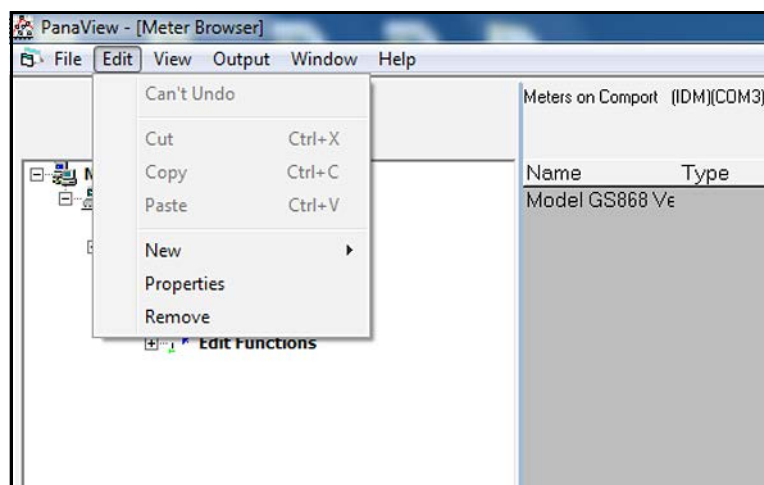 PanaView - [Meter Browser]
File Edit View Output Window Help
Can't Undo
Cut Ctrl+X
Copy Ctrl+C
Paste Ctrl+V
New
Properties
Remove
Edit Functions
Meters on Comport (IDM)(COM3)
Name Type
Model GS868 Ve